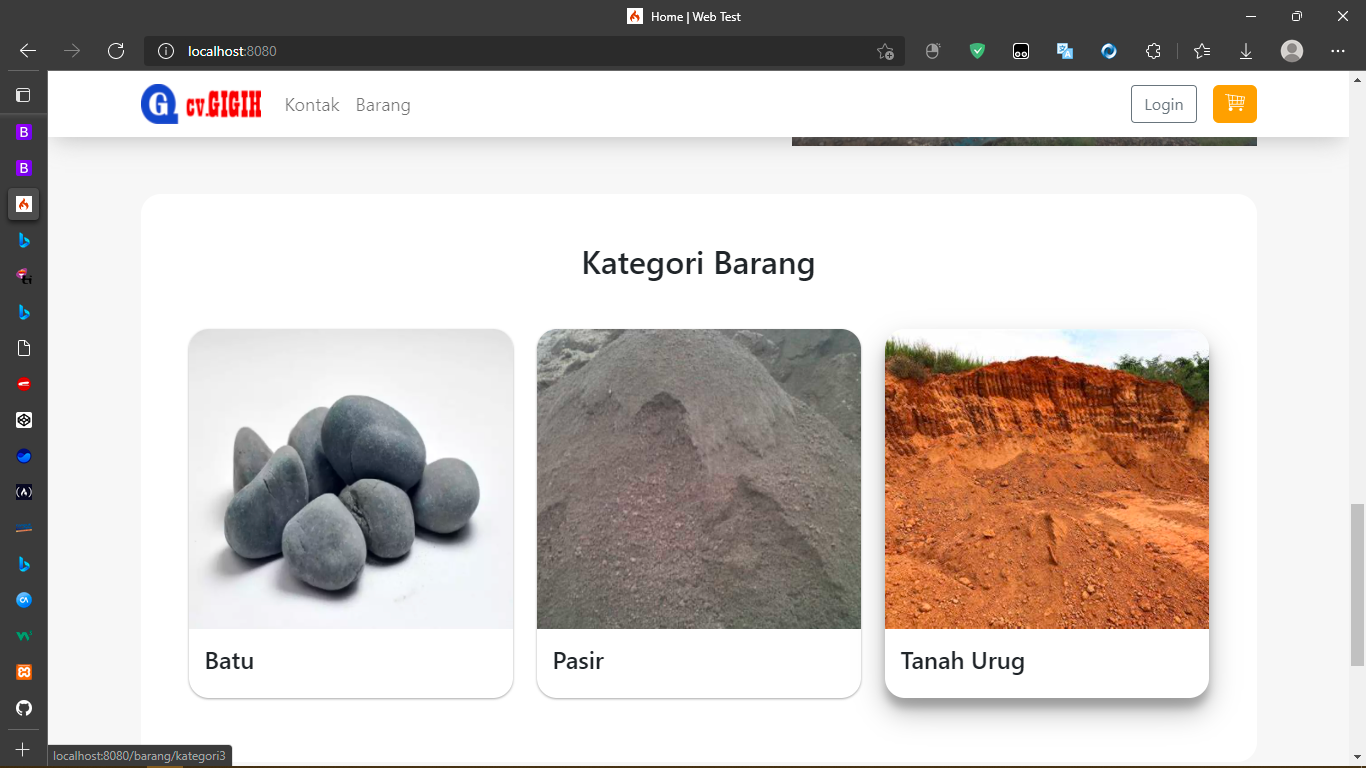 Home | Web Test
localhost:8080
G cv.GIGIH
Kontak
Barang
Login
Kategori Barang
Batu
Pasir
Tanah Urug
localhost:8080/barang/kategori3